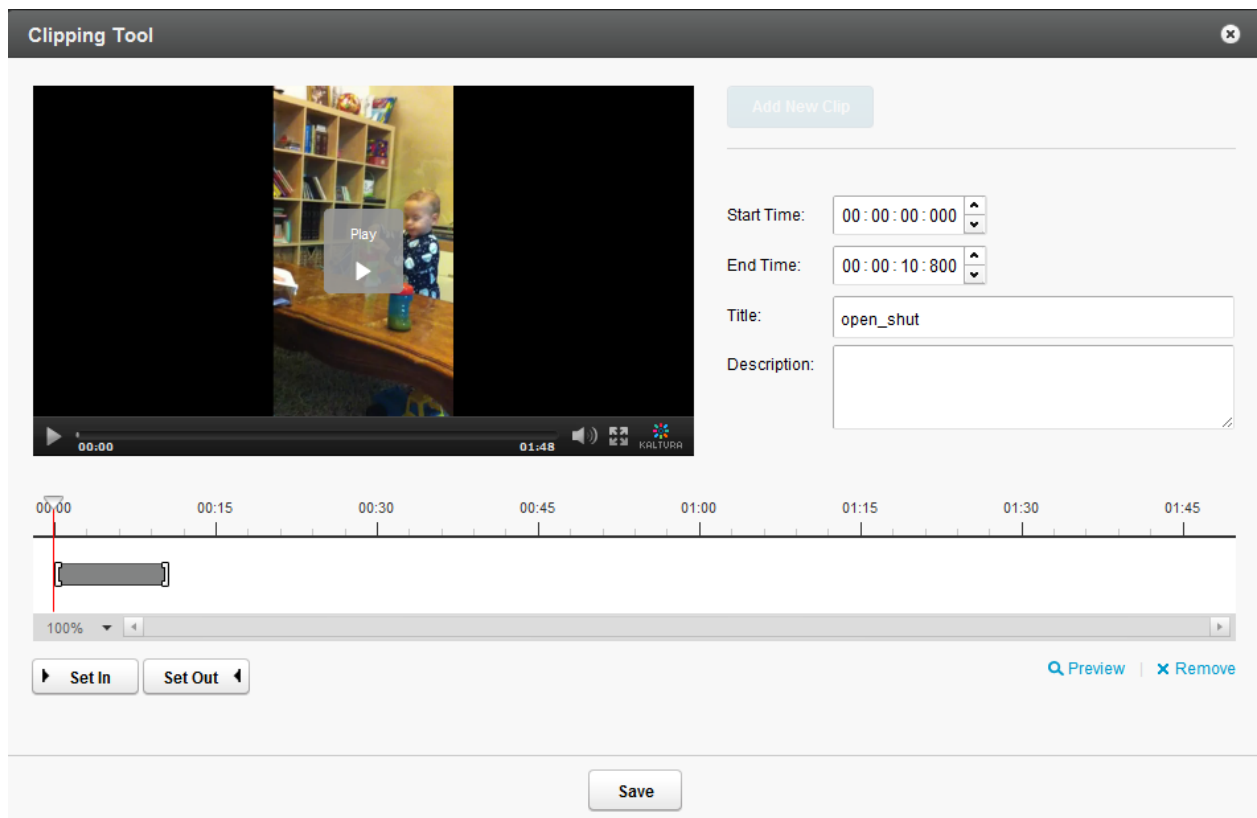 Clipping Tool
Add New Clip
Play
Start Time: 00:00:00:000
End Time: 00:00:10:800
Title: open_shut
Description:
00:00 01:48 KALTURA
00:00 00:15 00:30 00:45 01:00 01:15 01:30 01:45
100%
Set In Set Out Preview | Remove
Save